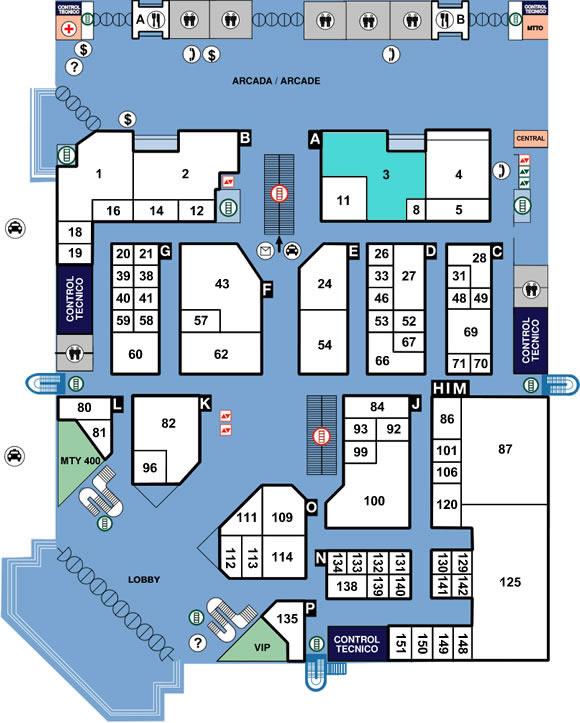 CONTROL
TECNICO
A
B
CONTROL
TECNICO
MTTO
$
?
$
ARCADA / ARCADE
$
B
A
CENTRAL
1
2
3
4
11
8
5
16
14
12
18
19
G
F
E
D
C
20
21
39
38
40
41
59
58
60
43
57
62
24
54
26
33
27
46
53
52
67
66
28
31
48
49
69
71
70
CONTROL
TECNICO
CONTROL
TECNICO
L
K
J
H I M
80
81
MTY 400
82
96
84
93
92
99
100
86
87
101
106
120
O
111
109
112
113
114
N
134
133
132
131
138
139
140
130
129
141
142
125
LOBBY
P
135
?
VIP
CONTROL
TECNICO
151
150
149
148